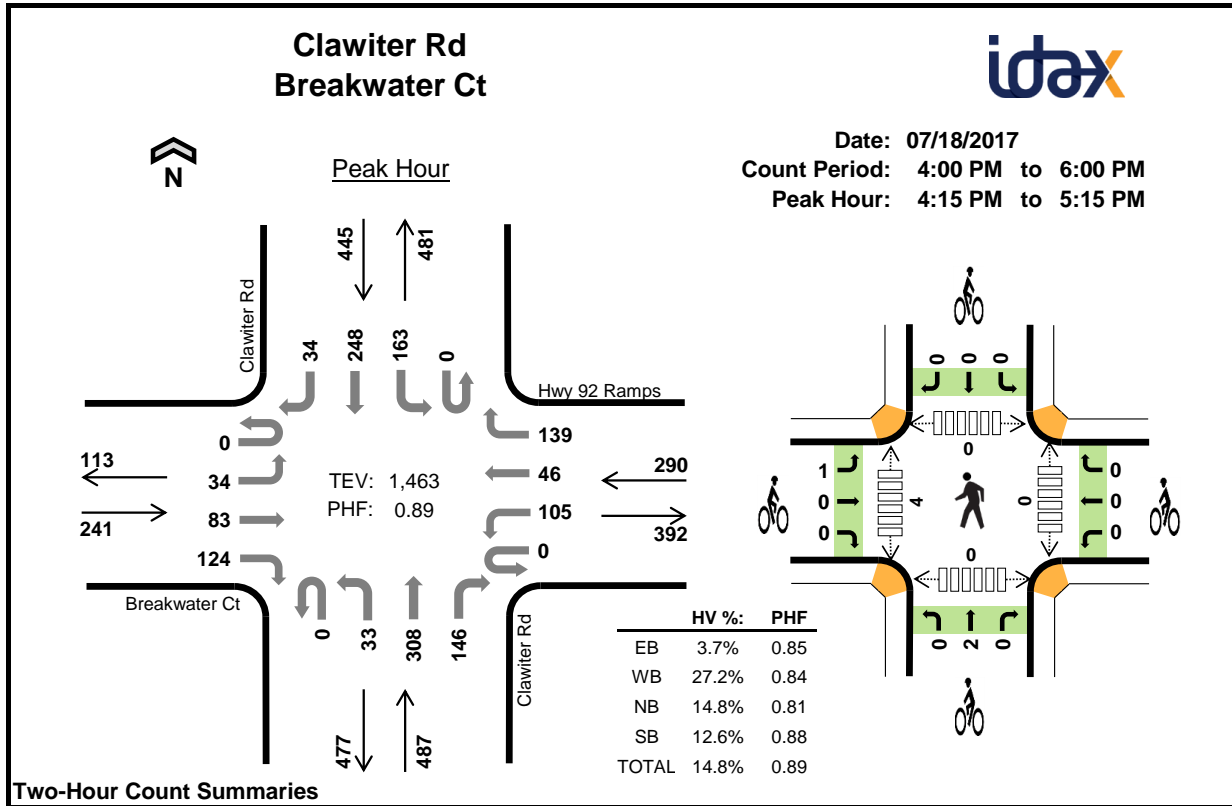 Clawiter Rd
Breakwater Ct
idax
N
Peak Hour
Date: 07/18/2017
Count Period: 4:00 PM to 6:00 PM
Peak Hour: 4:15 PM to 5:15 PM
445
481
Clawiter Rd
34
248
163
0
Hwy 92 Ramps
0
34
83
124
113
241
TEV: 1,463
PHF: 0.89
139
46
105
0
290
392
Breakwater Ct
0
33
308
146
Clawiter Rd
477
487
HV %: PHF
EB 3.7% 0.85
WB 27.2% 0.84
NB 14.8% 0.81
SB 12.6% 0.88
TOTAL 14.8% 0.89
0 0 0
0
1
0
0
4
0
0
0
0
0
0 2 0
Two-Hour Count Summaries